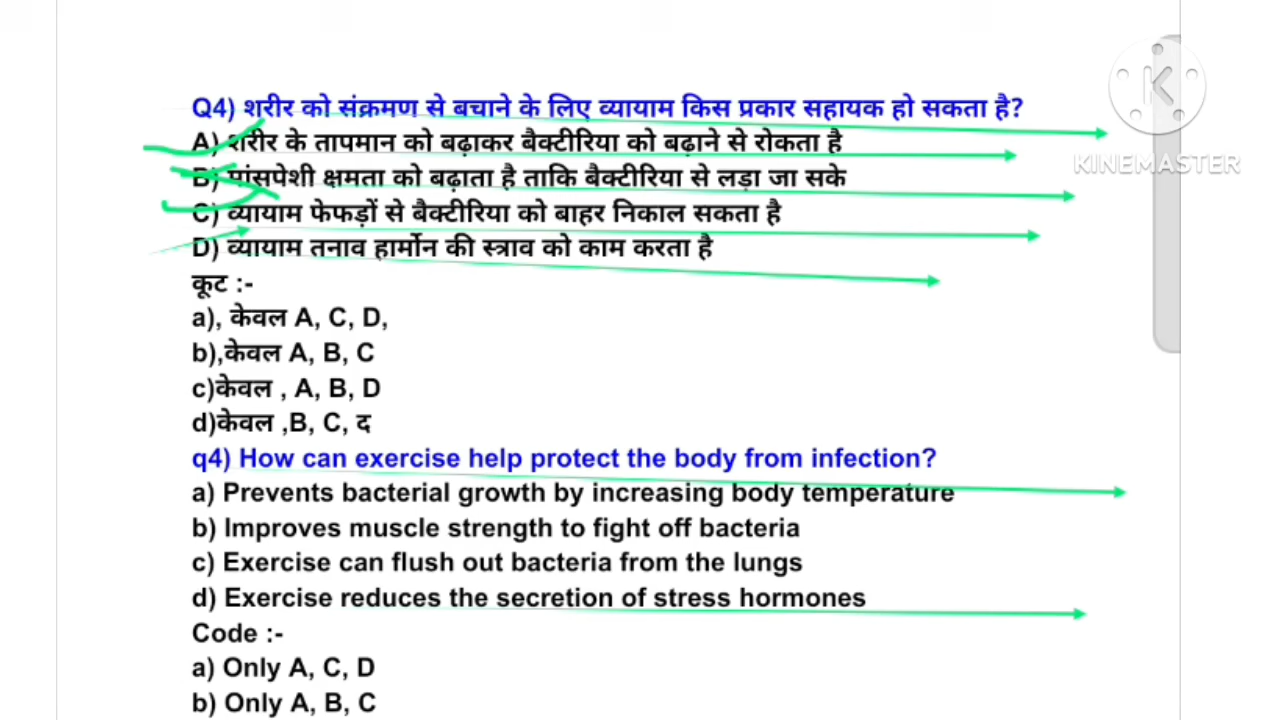 Q4) शरीर को संक्रमण से बचाने के लिए व्यायाम किस प्रकार सहायक हो सकता है?
A) शरीर के तापमान को बढ़ाकर बैक्टीरिया को बढ़ाने से रोकता है
B) मांसपेशी क्षमता को बढ़ाता है ताकि बैक्टीरिया से लड़ा जा सके
C) व्यायाम फेफड़ों से बैक्टीरिया को बाहर निकाल सकता है
D) व्यायाम तनाव हार्मोन की स्त्राव को काम करता है
कूट :-
a), केवल A, C, D,
b),केवल A, B, C
c)केवल , A, B, D
d)केवल ,B, C, द
q4) How can exercise help protect the body from infection?
a) Prevents bacterial growth by increasing body temperature
b) Improves muscle strength to fight off bacteria
c) Exercise can flush out bacteria from the lungs
d) Exercise reduces the secretion of stress hormones
Code :-
a) Only A, C, D
b) Only A, B, C
K
KINEMASTER